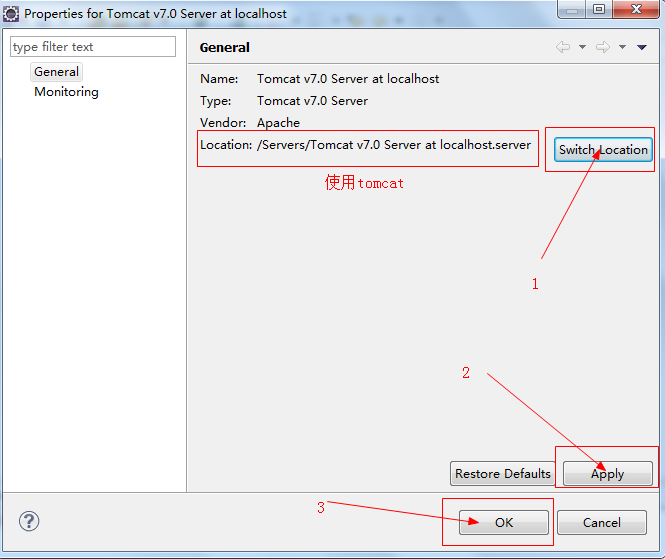 Properties for Tomcat v7.0 Server at localhost
type filter text
General
Monitoring
General
Name: Tomcat v7.0 Server at localhost
Type: Tomcat v7.0 Server
Vendor: Apache
Location: /Servers/Tomcat v7.0 Server at localhost.server
Switch Location
使用tomcat
1
2
Restore Defaults
Apply
3
OK
Cancel